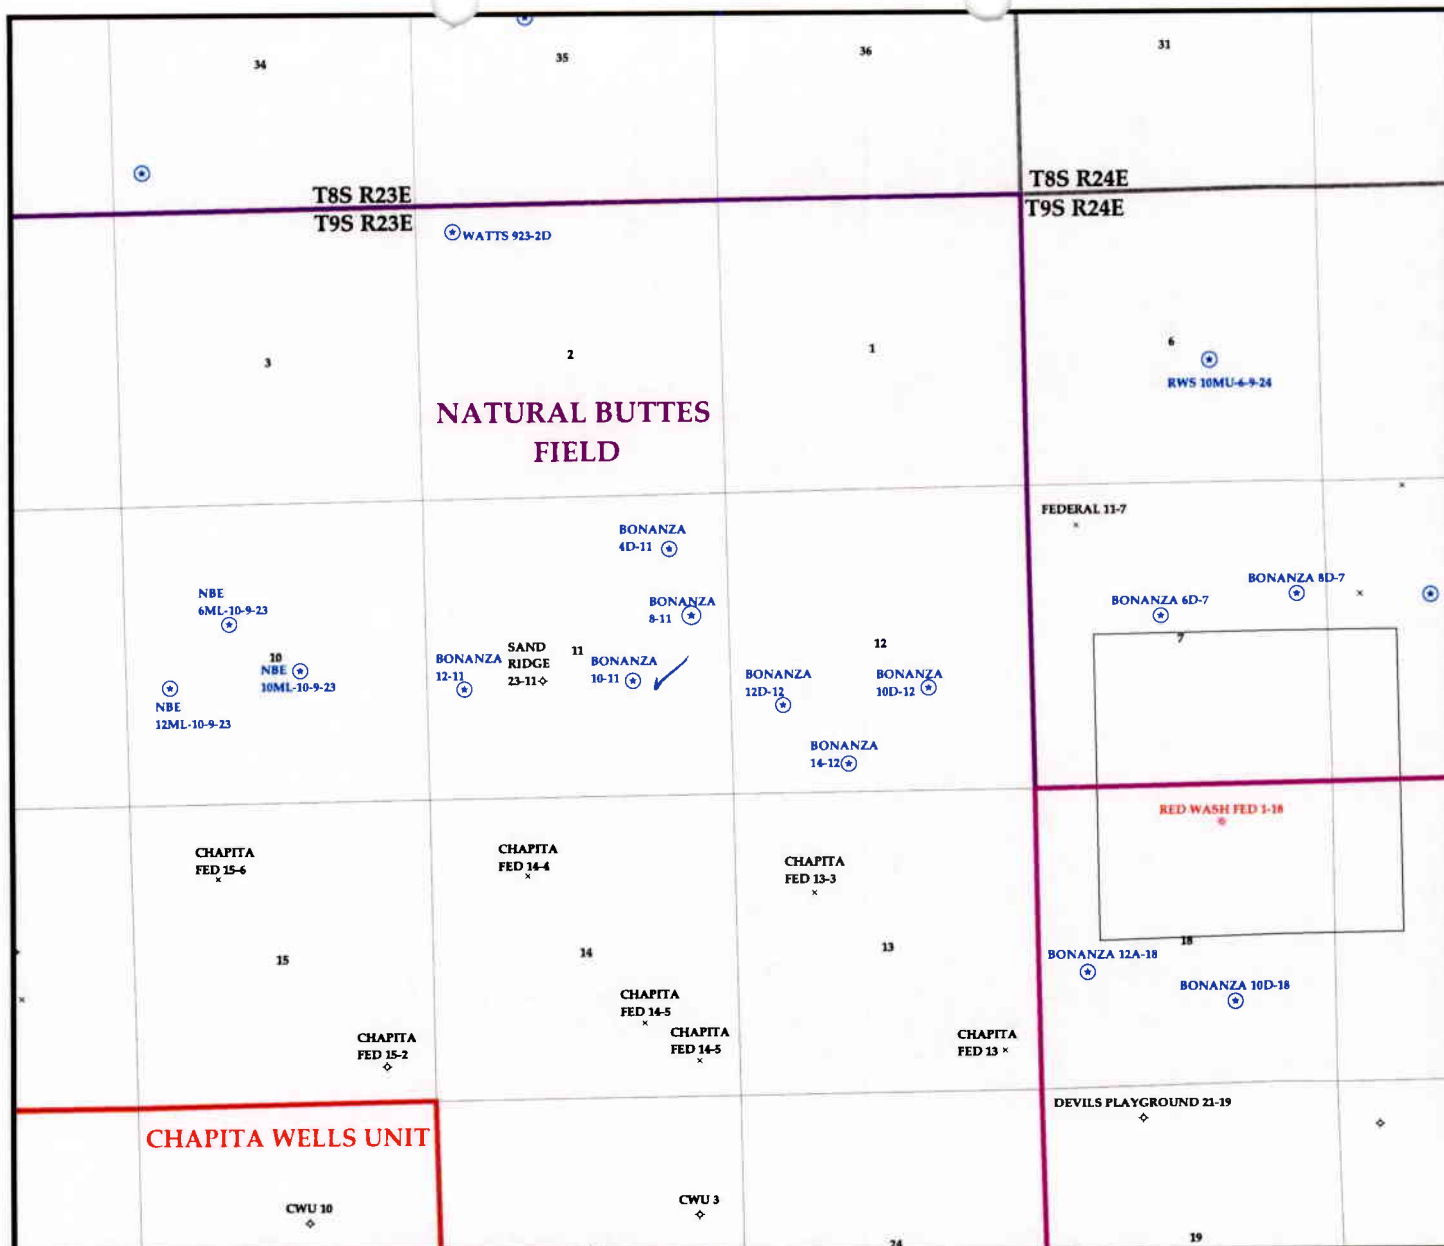 34
35
36
31
T8S R23E
T8S R24E
T9S R23E
T9S R24E
WATTS 923-2D
3
2
1
6
RWS 10MU-6-9-24
NATURAL BUTTES
FIELD
FEDERAL 11-7
BONANZA
4D-11
NBE
6ML-10-9-23
BONANZA
8-11
BONANZA 6D-7
BONANZA 8D-7
7
10
NBE
10ML-10-9-23
NBE
12ML-10-9-23
BONANZA
12-11
SAND
RIDGE
23-11
11
BONANZA
10-11
12
BONANZA
12D-12
BONANZA
10D-12
BONANZA
14-12
RED WASH FED 1-18
CHAPITA
FED 15-6
CHAPITA
FED 14-4
CHAPITA
FED 13-3
15
14
13
18
BONANZA 12A-18
BONANZA 10D-18
CHAPITA
FED 14-5
CHAPITA
FED 14-5
CHAPITA
FED 15-2
CHAPITA
FED 13
DEVILS PLAYGROUND 21-19
CHAPITA WELLS UNIT
CWU 10
CWU 3
24
19